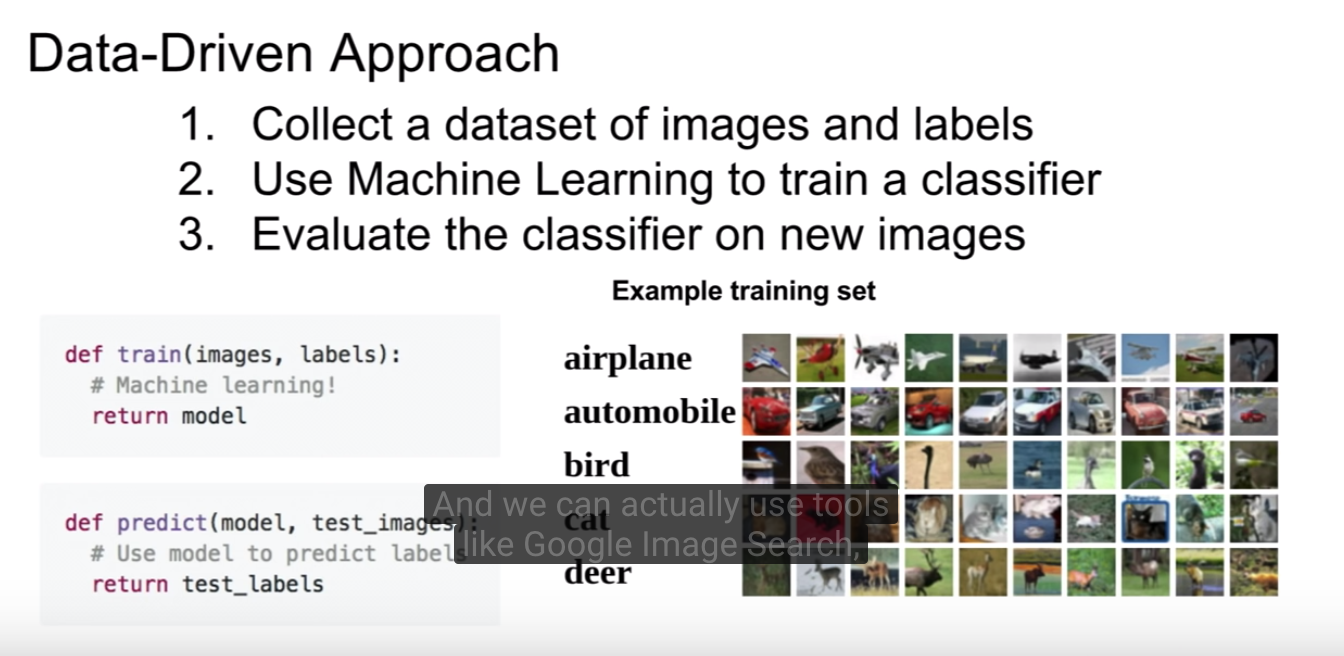 Data-Driven Approach
1. Collect a dataset of images and labels
2. Use Machine Learning to train a classifier
3. Evaluate the classifier on new images
Example training set
def train(images, labels):
# Machine learning!
return model
def predict(model, test_images):
# Use model to predict labels
return test_labels
airplane
automobile
bird
cat
deer
And we can actually use tools
like Google Image Search,